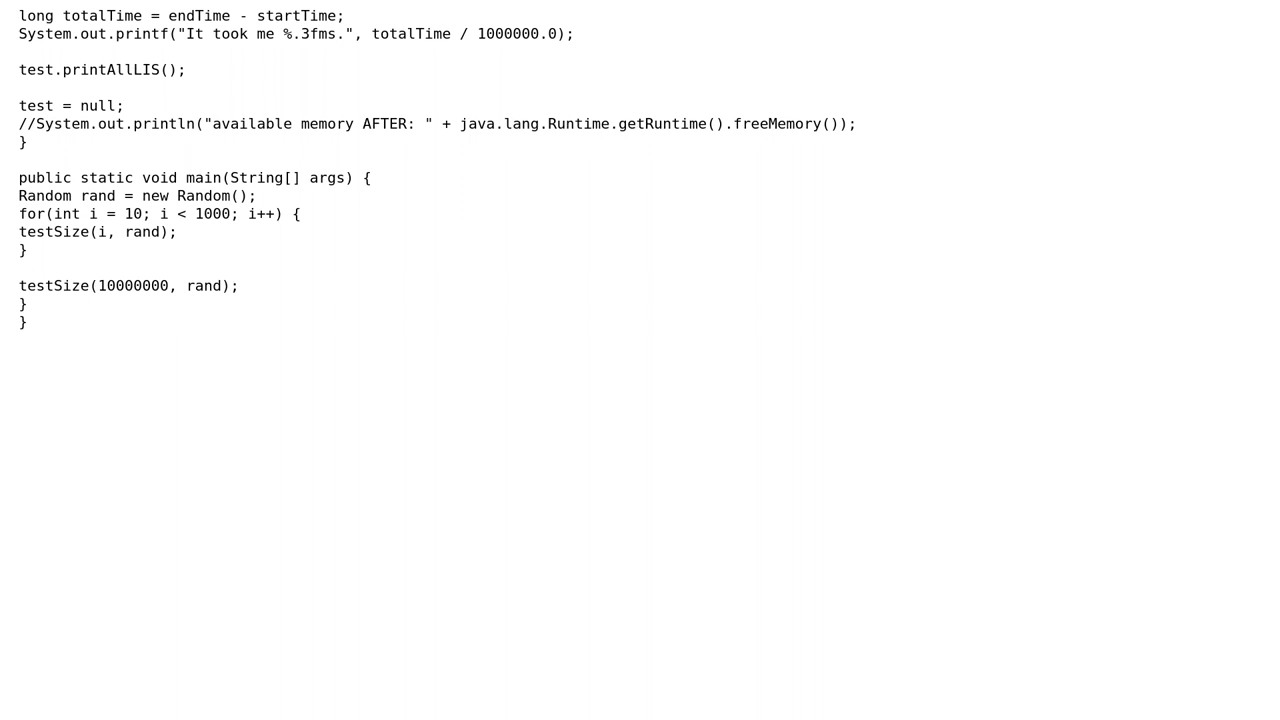 long totalTime = endTime - startTime;
System.out.printf("It took me %.3fms.", totalTime / 1000000.0);
test.printAllLIS();
test = null;
//System.out.println("available memory AFTER: " + java.lang.Runtime.getRuntime().freeMemory());
}
public static void main(String[] args) {
Random rand = new Random();
for(int i = 10; i < 1000; i++) {
testSize(i, rand);
}
testSize(10000000, rand);
}
}